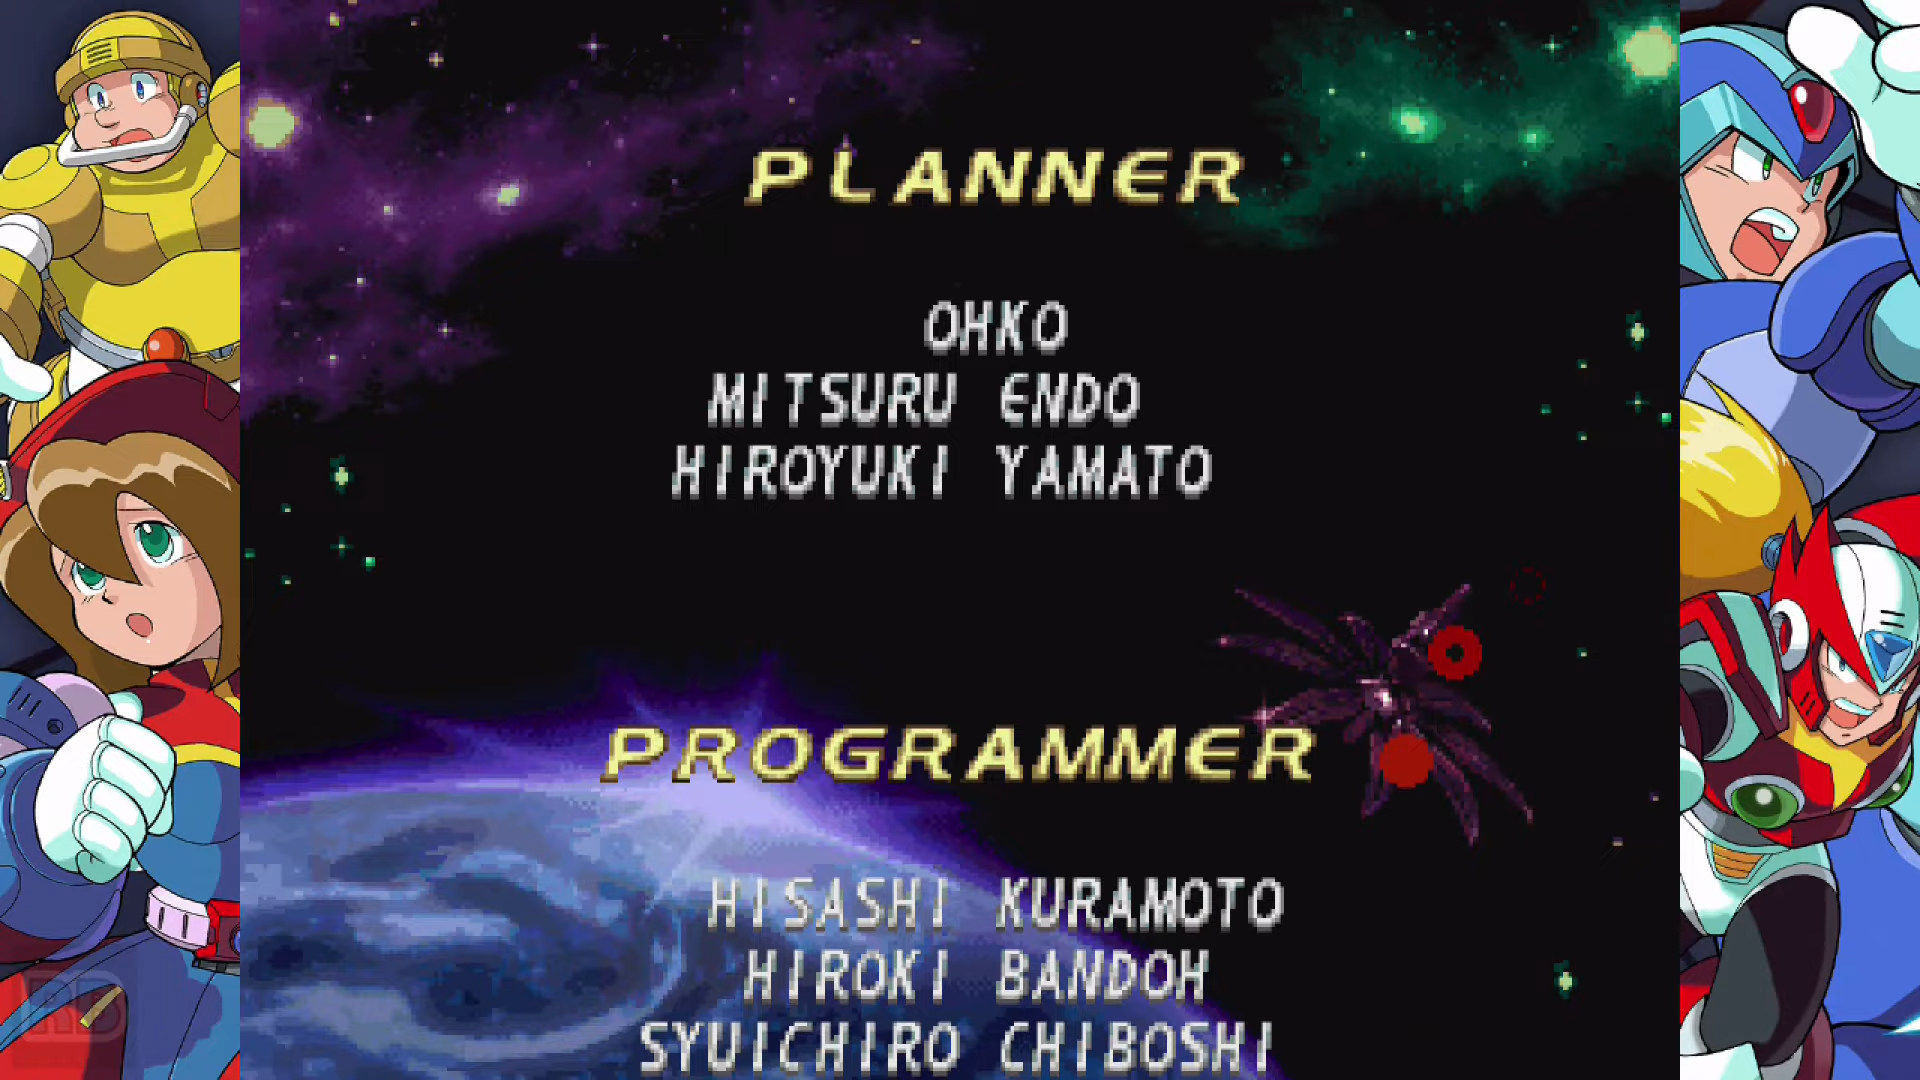 PLANNER
OHKO
MITSURU ENDO
HIROYUKI YAMATO
PROGRAMMER
HISASHI KURAMOTO
HIROKI BANDOH
SYUICHIRO CHIBOSHI